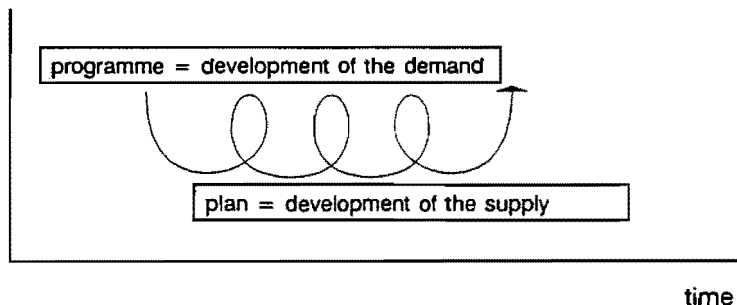 programme = development of the demand
plan = development of the supply
time